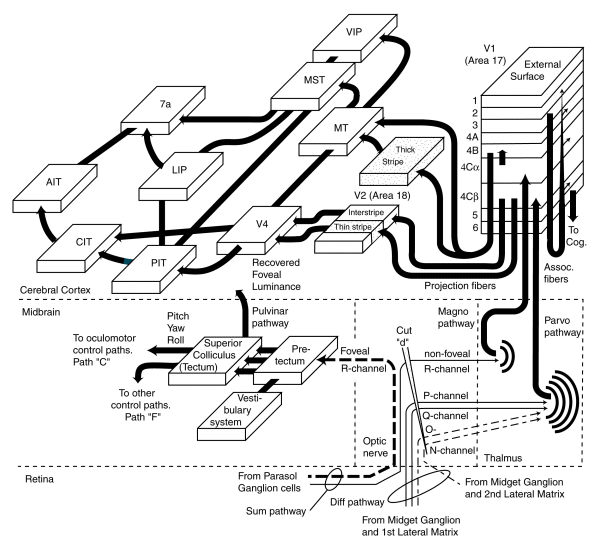 VIP
V1
(Area 17)
External
Surface
MST
7a
MT
1
2
3
4A
4B
4Cα
4Cβ
5
6
Thick
Stripe
LIP
AIT
V2 (Area 18)
Interstripe
Thin stripe
V4
CIT
PIT
To
Cog.
Recovered
Foveal
Luminance
Assoc.
fibers
Projection fibers
Cerebral Cortex
Midbrain
Pitch
Yaw
Roll
Pulvinar
pathway
Cut
"d"
Magno
pathway
Parvo
pathway
To oculomotor
control paths.
Path "C"
Superior
Colliculus
(Tectum)
Pre-
tectum
Foveal
R-channel
non-foveal
R-channel
To other
control paths.
Path "F"
Vesti-
bulary
system
P-channel
Q-channel
O-
N-channel
Optic
nerve
Thalmus
Retina
From Parasol
Ganglion cells
Sum pathway
Diff pathway
From Midget Ganglion
and 2nd Lateral Matrix
From Midget Ganglion
and 1st Lateral Matrix